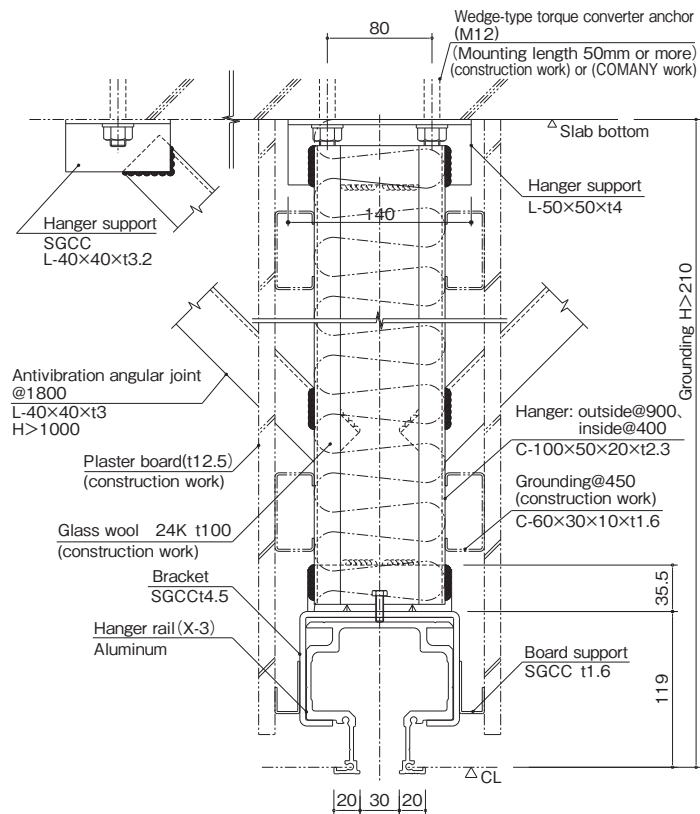 Wedge-type torque converter anchor
(M12)
(Mounting length 50mm or more)
(construction work) or (COMANY work)
80
Slab bottom
Hanger support
L-50×50×t4
Hanger support
SGCC
L-40×40×t3.2
140
Grounding H>210
Antivibration angular joint
@1800
L-40×40×t3
H>1000
Hanger: outside@900、
inside@400
C-100×50×20×t2.3
Plaster board(t12.5)
(construction work)
Grounding@450
(construction work)
C-60×30×10×t1.6
Glass wool 24K t100
(construction work)
Bracket
SGCCt4.5
35.5
Hanger rail(X-3)
Aluminum
Board support
SGCC t1.6
119
CL
20 30 20